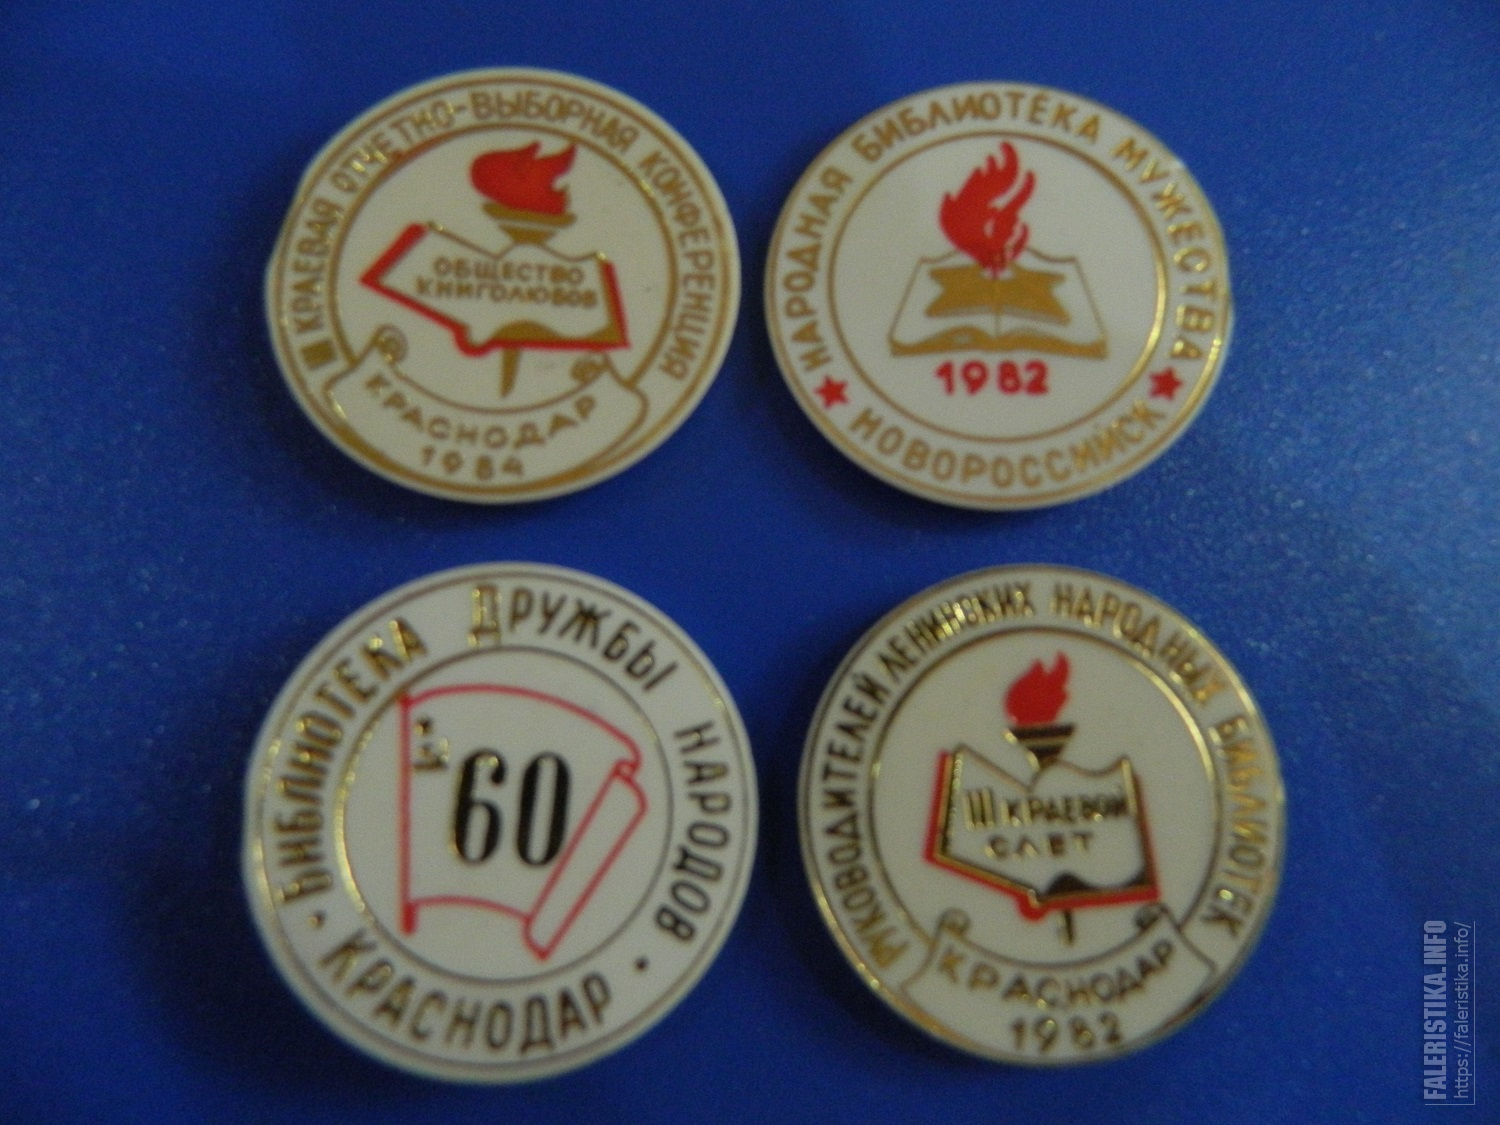 III КРАЕВАЯ ОТЧЕТНО-ВЫБОРНАЯ КОНФЕРЕНЦИЯ
ОБЩЕСТВО
КНИГОЛЮБОВ
КРАСНОДАР
1984
НАРОДНАЯ БИБЛИОТЕКА МУЖЕСТВА
1982
НОВОРОССИЙСК
БИБЛИОТЕКА ДРУЖБЫ НАРОДОВ
60
КРАСНОДАР
РУКОВОДИТЕЛЕЙ ЛЕНИНСКИХ НАРОДНЫХ БИБЛИОТЕК
III КРАЕВОЙ
СЛЕТ
КРАСНОДАР
1982
FALERISTIKA.INFO
https://faleristika.info/